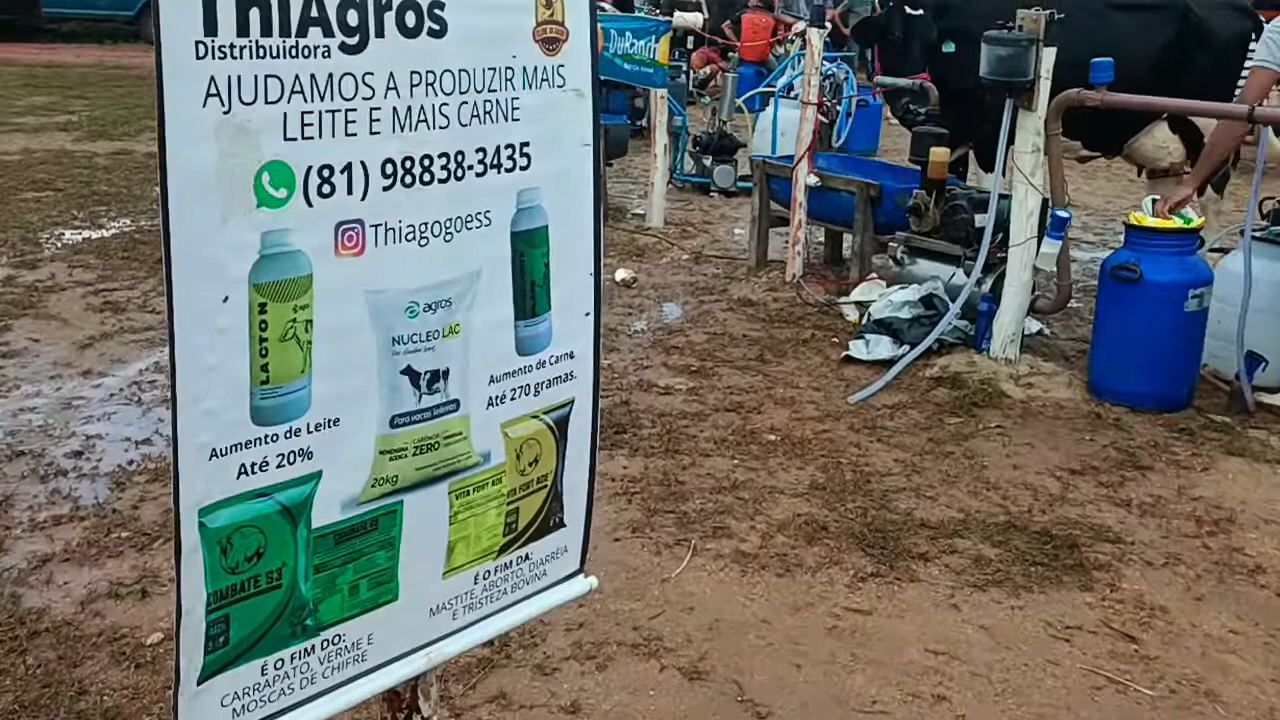 ThiAgros
Distribuidora
AJUDAMOS A PRODUZIR MAIS
LEITE E MAIS CARNE
(81) 98838-3435
Thiagogoess
LACTON
agros
NUCLEO LAC
Para vacas leiteiras
ZERO
20kg
Aumento de Leite
Até 20%
Aumento de Carne
Até 270 gramas.
COMBATE S3
COMBATE S3
VITA FORT ADE
VITA FORT ADE
É O FIM DO:
CARRAPATO, VERME E
MOSCAS DE CHIFRE
É O FIM DA:
MASTITE, ABORTO, DIARRÉIA
E TRISTEZA BOVINA
DuRanch